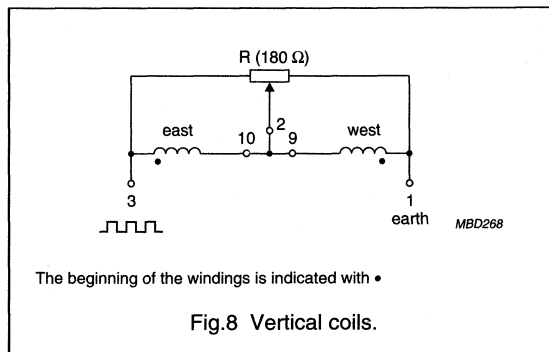 R (180 Ω)
east
10
2
9
west
3
1
earth
MBD268
The beginning of the windings is indicated with •
Fig.8 Vertical coils.